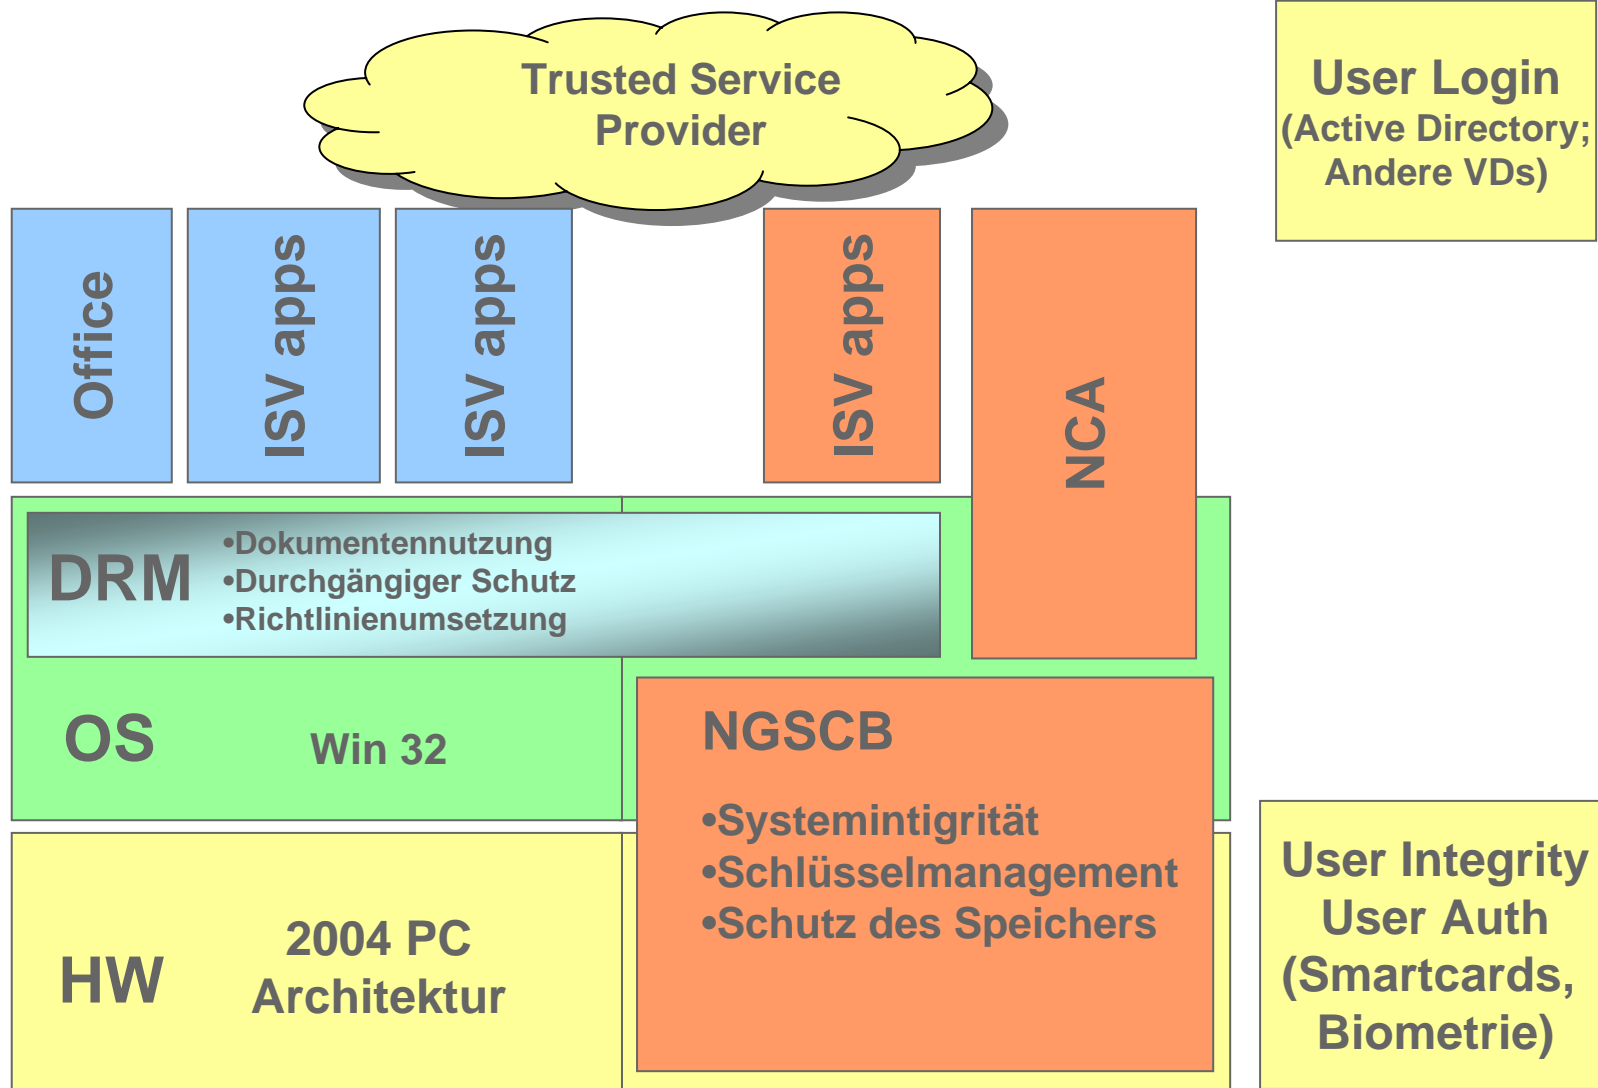 Trusted Service
Provider
User Login
(Active Directory;
Andere VDs)
Office
ISV apps
ISV apps
ISV apps
NCA
DRM
•Dokumentennutzung
•Durchgängiger Schutz
•Richtlinienumsetzung
OS
Win 32
NGSCB
•Systemintigrität
•Schlüsselmanagement
•Schutz des Speichers
HW
2004 PC
Architektur
User Integrity
User Auth
(Smartcards,
Biometrie)